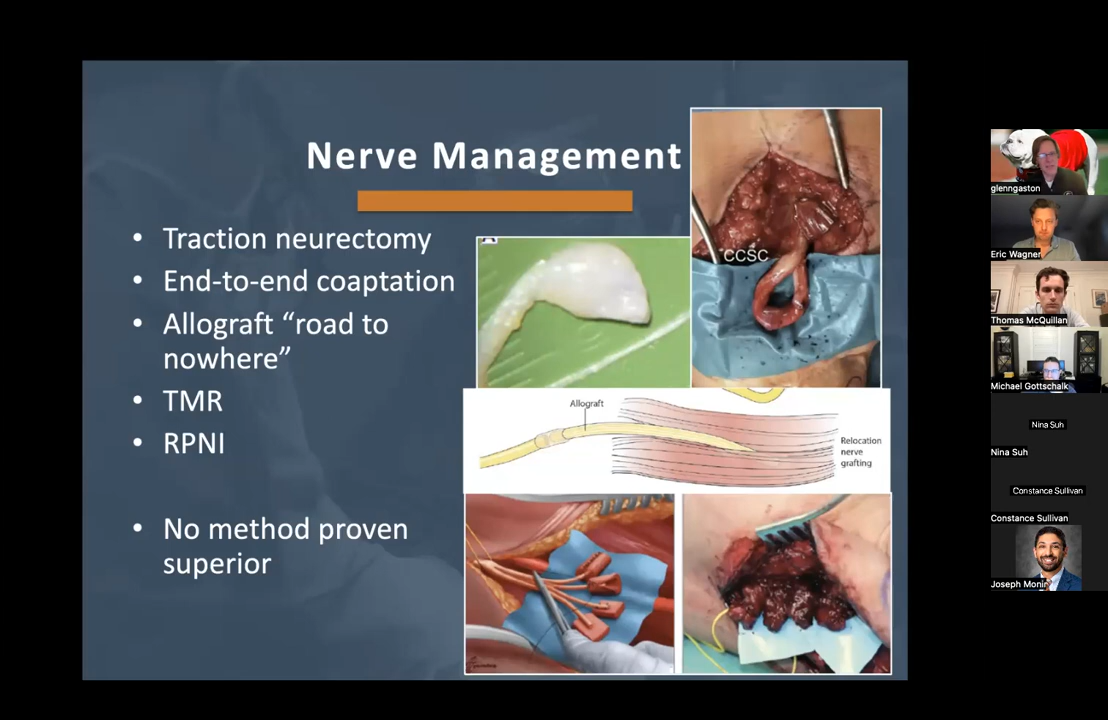 Nerve Management
• Traction neurectomy
• End-to-end coaptation
• Allograft “road to
nowhere”
• TMR
• RPNI
• No method proven
superior
CCSC
Allograft
Relocation
nerve
grafting
glenngaston
Eric Wagner
Thomas McQuillan
Michael Gottschalk
Nina Suh
Nina Suh
Constance Sullivan
Constance Sullivan